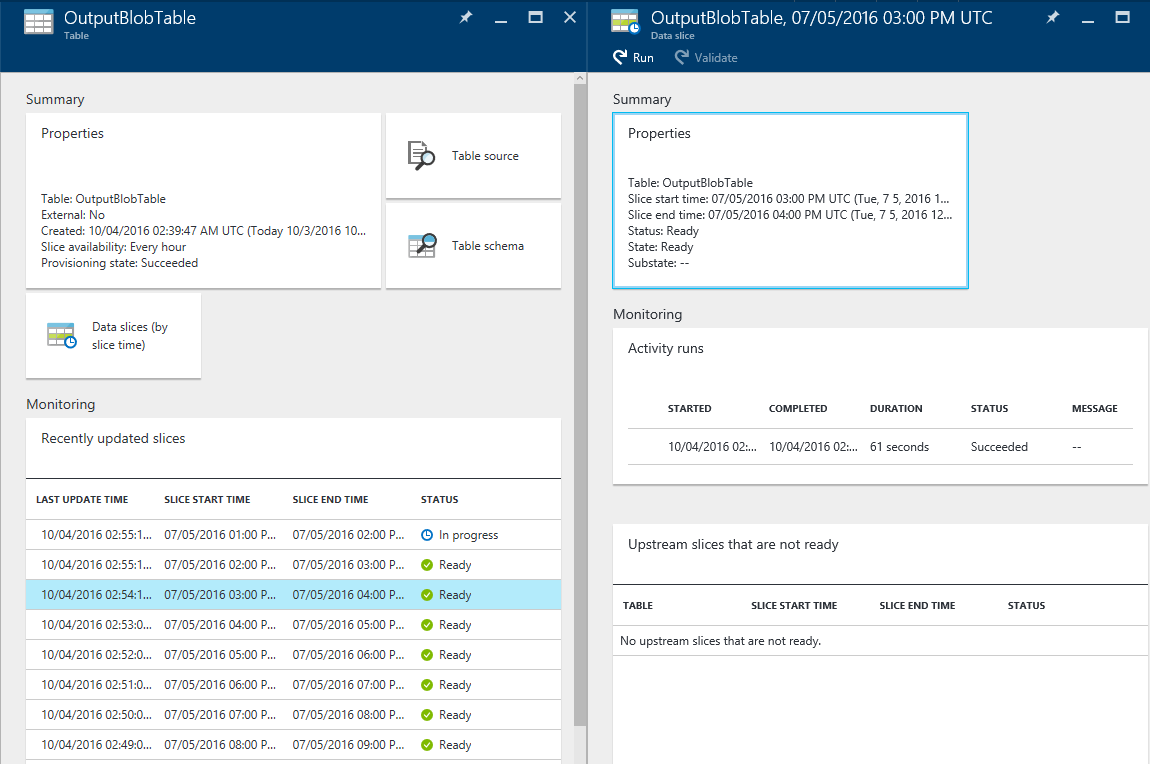 OutputBlobTable
Table
Summary
Properties
Table: OutputBlobTable
External: No
Created: 10/04/2016 02:39:47 AM UTC (Today 10/3/2016 10...
Slice availability: Every hour
Provisioning state: Succeeded
Table source
Table schema
Data slices (by
slice time)
Monitoring
Recently updated slices
LAST UPDATE TIME SLICE START TIME SLICE END TIME STATUS
10/04/2016 02:55:1... 07/05/2016 01:00 P... 07/05/2016 02:00 P... In progress
10/04/2016 02:55:1... 07/05/2016 02:00 P... 07/05/2016 03:00 P... Ready
10/04/2016 02:54:1... 07/05/2016 03:00 P... 07/05/2016 04:00 P... Ready
10/04/2016 02:53:0... 07/05/2016 04:00 P... 07/05/2016 05:00 P... Ready
10/04/2016 02:52:0... 07/05/2016 05:00 P... 07/05/2016 06:00 P... Ready
10/04/2016 02:51:0... 07/05/2016 06:00 P... 07/05/2016 07:00 P... Ready
10/04/2016 02:50:0... 07/05/2016 07:00 P... 07/05/2016 08:00 P... Ready
10/04/2016 02:49:0... 07/05/2016 08:00 P... 07/05/2016 09:00 P... Ready
OutputBlobTable, 07/05/2016 03:00 PM UTC
Data slice
Run Validate
Summary
Properties
Table: OutputBlobTable
Slice start time: 07/05/2016 03:00 PM UTC (Tue, 7 5, 2016 1...
Slice end time: 07/05/2016 04:00 PM UTC (Tue, 7 5, 2016 12...
Status: Ready
State: Ready
Substate: --
Monitoring
Activity runs
STARTED COMPLETED DURATION STATUS MESSAGE
10/04/2016 02:... 10/04/2016 02:... 61 seconds Succeeded --
Upstream slices that are not ready
TABLE SLICE START TIME SLICE END TIME STATUS
No upstream slices that are not ready.